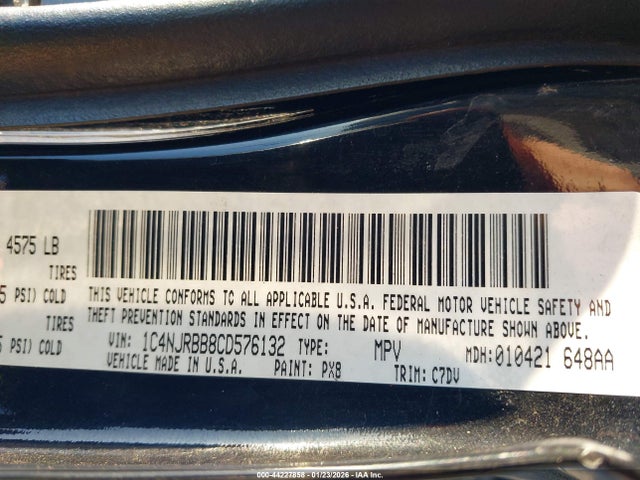 4575 LB
TIRES
5 PSI) COLD
THIS VEHICLE CONFORMS TO ALL APPLICABLE U.S.A. FEDERAL MOTOR VEHICLE SAFETY AND
THEFT PREVENTION STANDARDS IN EFFECT ON THE DATE OF MANUFACTURE SHOWN ABOVE.
TIRES
5 PSI) COLD
VIN: 1C4NJRBB8CD576132 TYPE: MPV MDH:010421 648AA
VEHICLE MADE IN U.S.A. PAINT: PX8 TRIM: C7DV
000-44227858 - 01/23/2026 - IAA Inc.